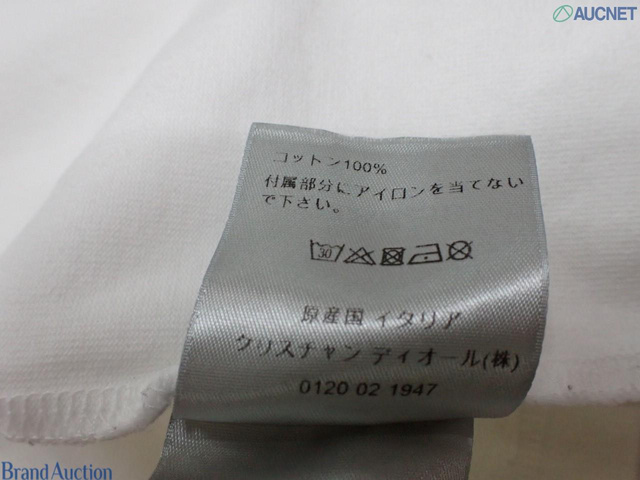 AUCNET
コットン100%
付属部分にアイロンを当てない
で下さい。
30
原産国 イタリア
クリスチャン ディオール(株)
0120 02 1947
Brand Auction